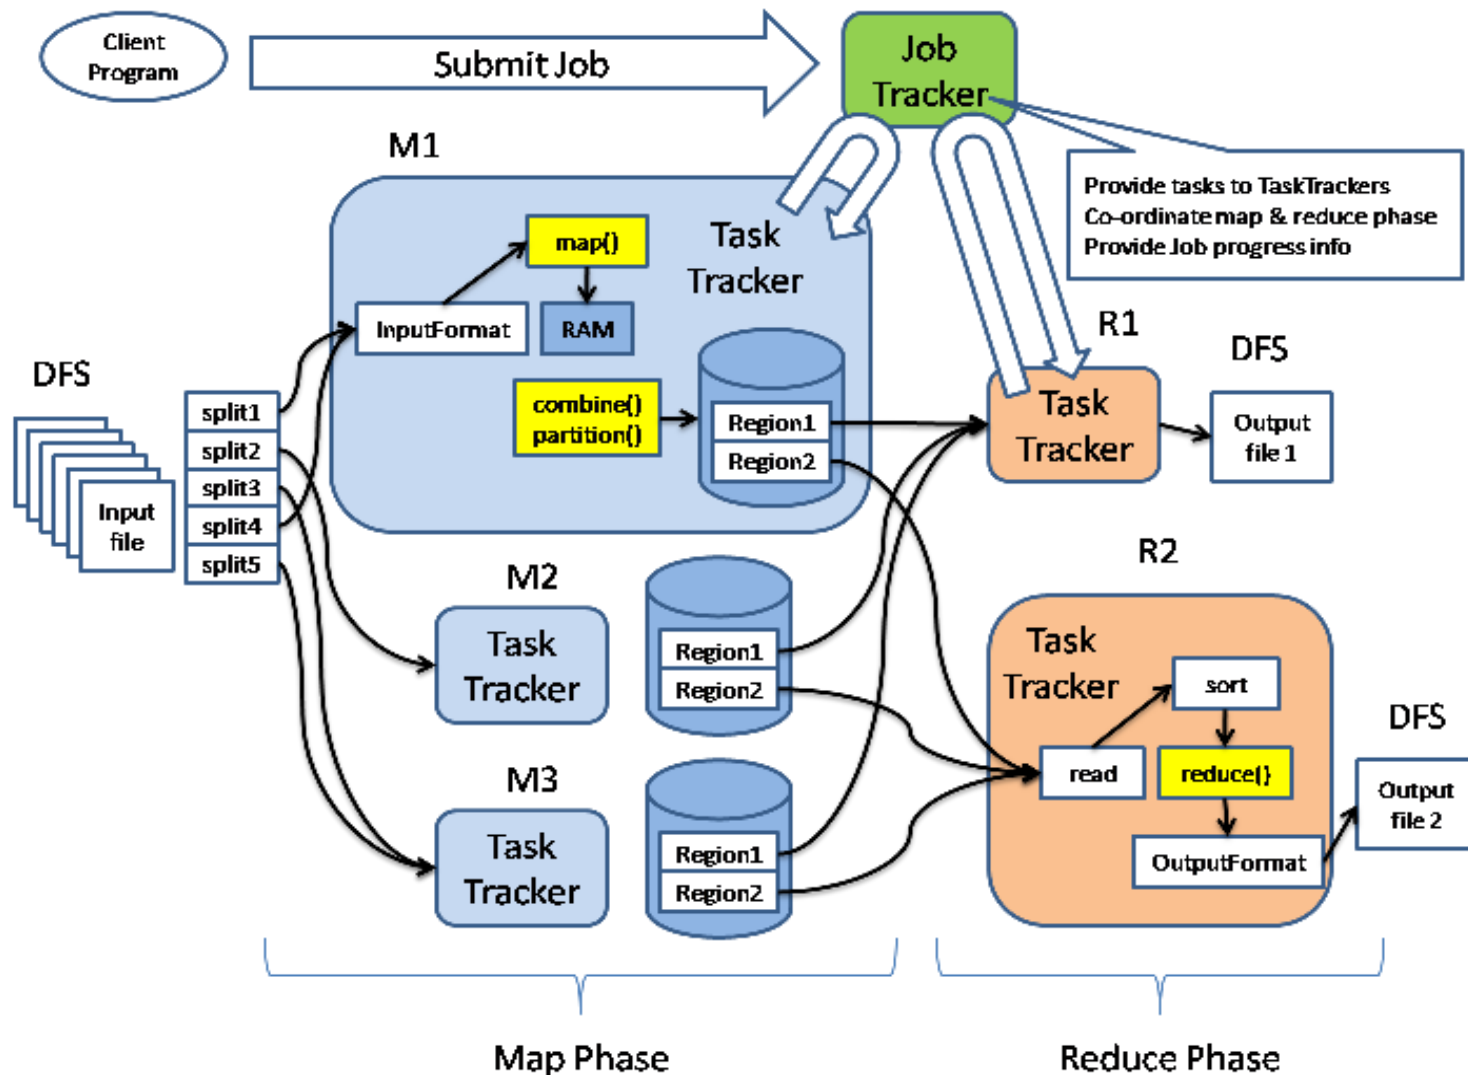 Client
Program
Submit Job
Job
Tracker
Provide tasks to TaskTrackers
Co-ordinate map & reduce phase
Provide Job progress info
M1
Task
Tracker
map()
InputFormat
RAM
combine()
partition()
Region1
Region2
DFS
Input
file
split1
split2
split3
split4
split5
M2
Task
Tracker
Region1
Region2
M3
Task
Tracker
Region1
Region2
R1
Task
Tracker
DFS
Output
file 1
R2
Task
Tracker
sort
read
reduce()
OutputFormat
DFS
Output
file 2
Map Phase
Reduce Phase